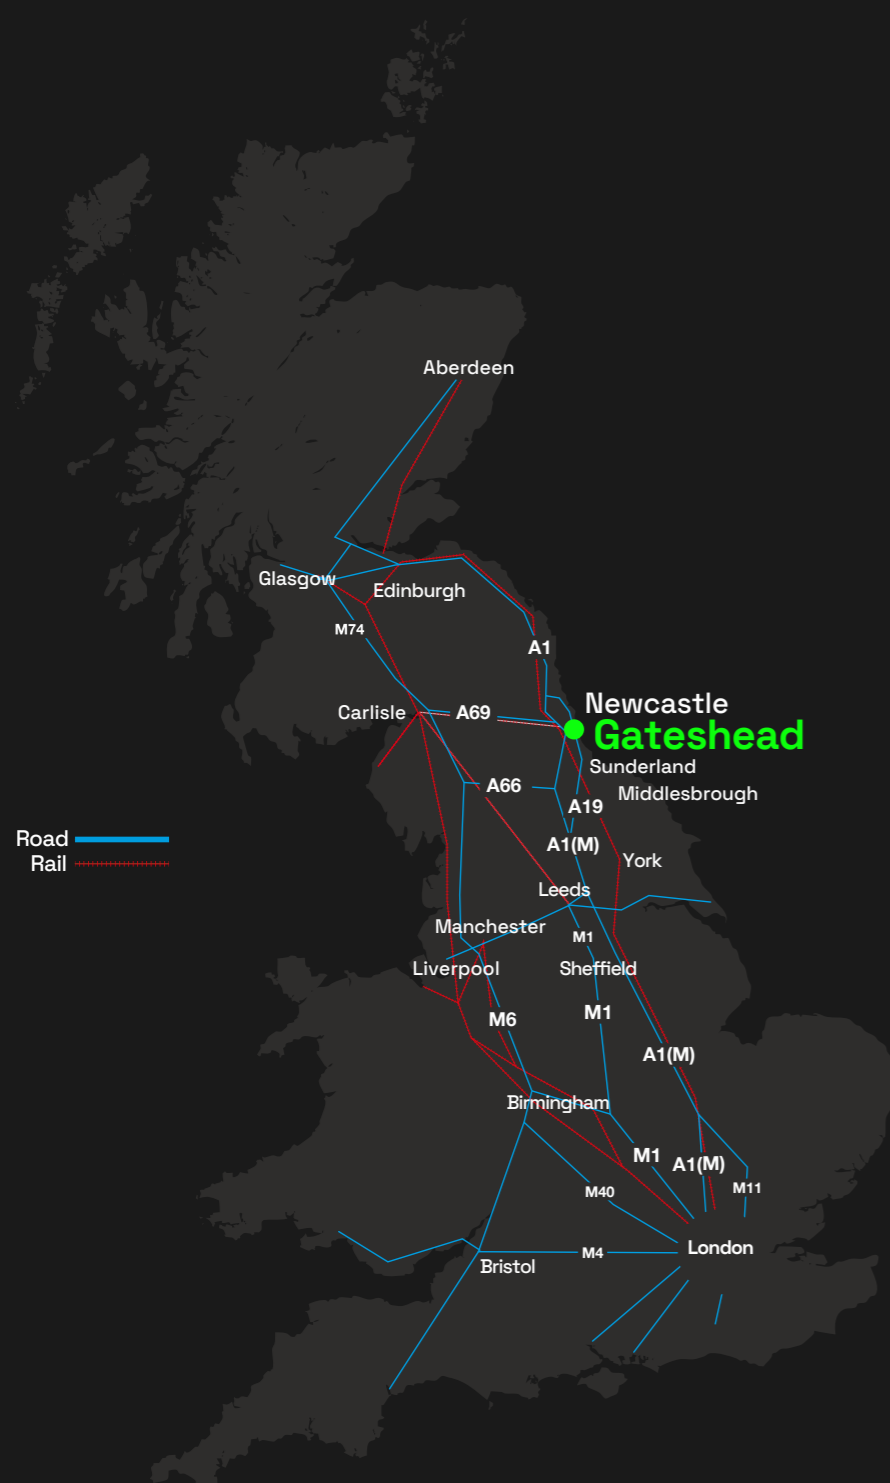 Aberdeen
Glasgow
Edinburgh
M74
A1
Newcastle
Carlisle
A69
Gateshead
Sunderland
A66
Middlesbrough
A19
Road
A1(M)
Rail
York
Leeds
Manchester
M1
Liverpool
Sheffield
M6
M1
A1(M)
Birmingham
M1
A1(M)
M40
M11
London
M4
Bristol